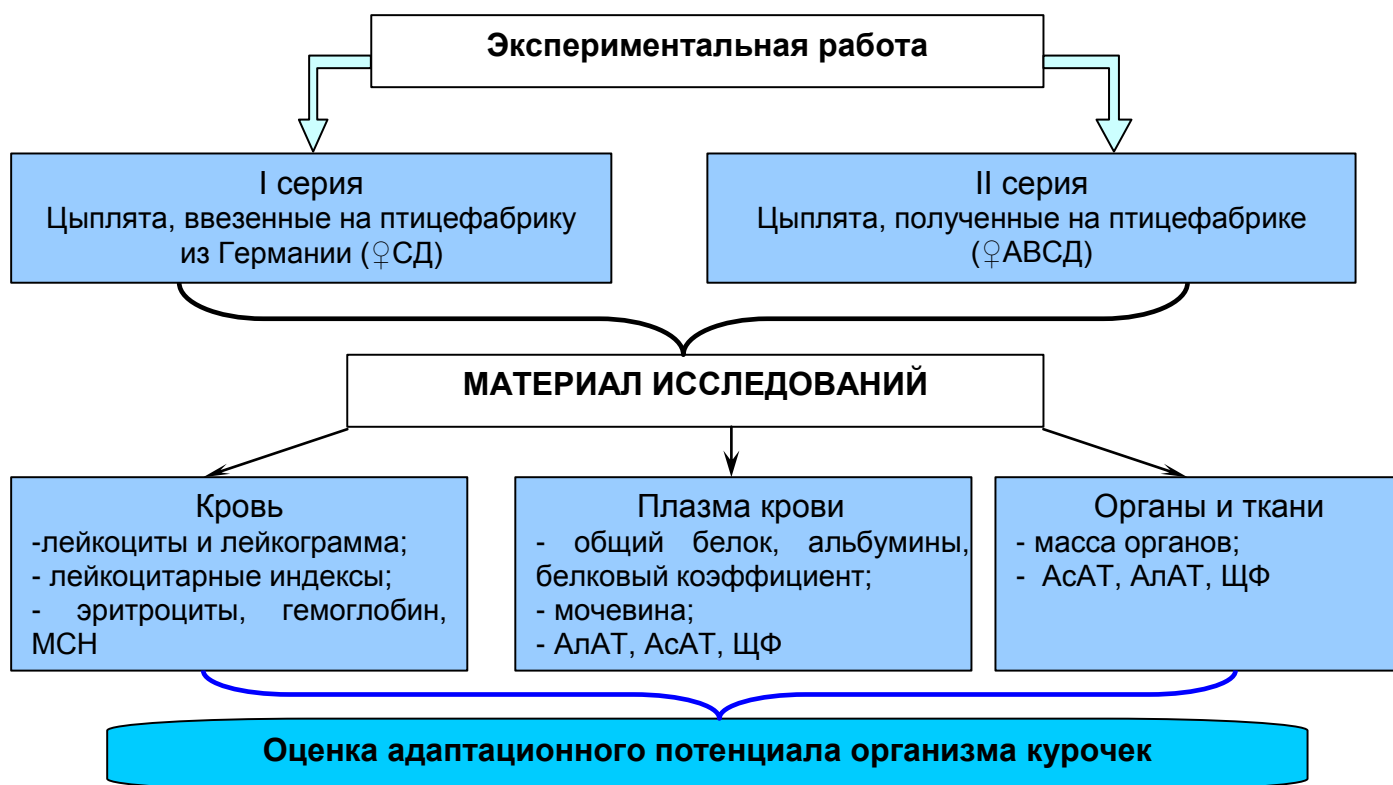 Экспериментальная работа
I серия
Цыплята, ввезенные на птицефабрику
из Германии (♀СД)
II серия
Цыплята, полученные на птицефабрике
(♀АВСД)
МАТЕРИАЛ ИССЛЕДОВАНИЙ
Кровь
-лейкоциты и лейкограмма;
- лейкоцитарные индексы;
- эритроциты, гемоглобин,
МСН
Плазма крови
- общий белок, альбумины,
белковый коэффициент;
- мочевина;
- АлАТ, АсАТ, ЩФ
Органы и ткани
- масса органов;
- АсАТ, АлАТ, ЩФ
Оценка адаптационного потенциала организма курочек